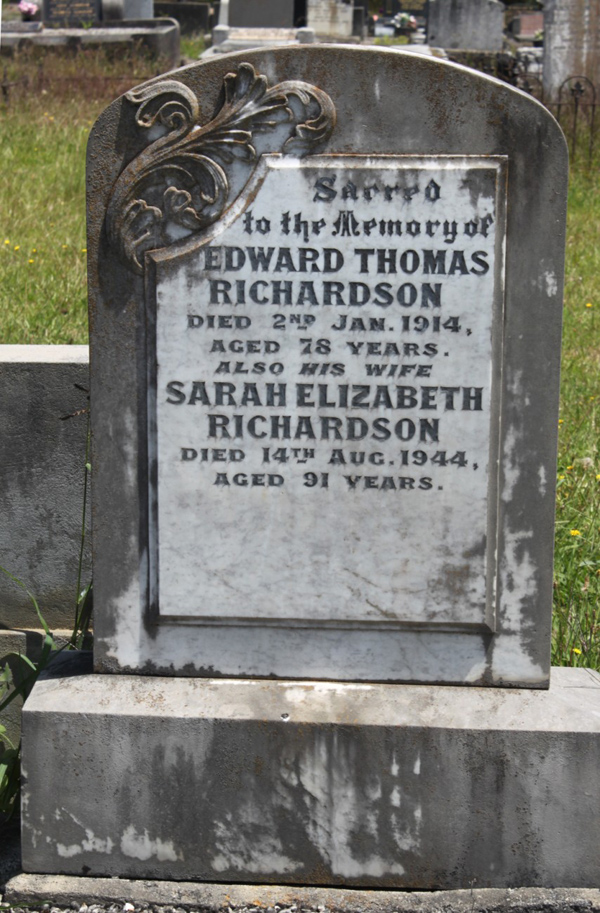 Sacred
to the Memory of
EDWARD THOMAS
RICHARDSON
DIED 2ND JAN. 1914,
AGED 78 YEARS.
ALSO HIS WIFE
SARAH ELIZABETH
RICHARDSON
DIED 14TH AUG. 1944,
AGED 91 YEARS.